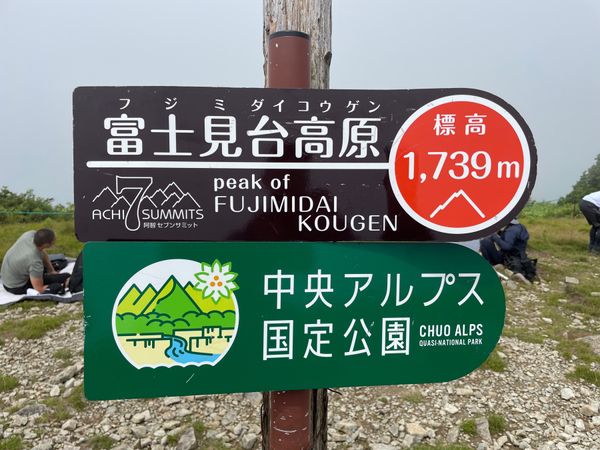 フジミダイコウゲン
富士見台高原
peak of
FUJIMIDAI
KOUGEN
ACHI 7 SUMMITS
阿智 セブンサミット
標高
1,739m
中央アルプス
国定公園
CHUO ALPS
QUASI-NATIONAL PARK